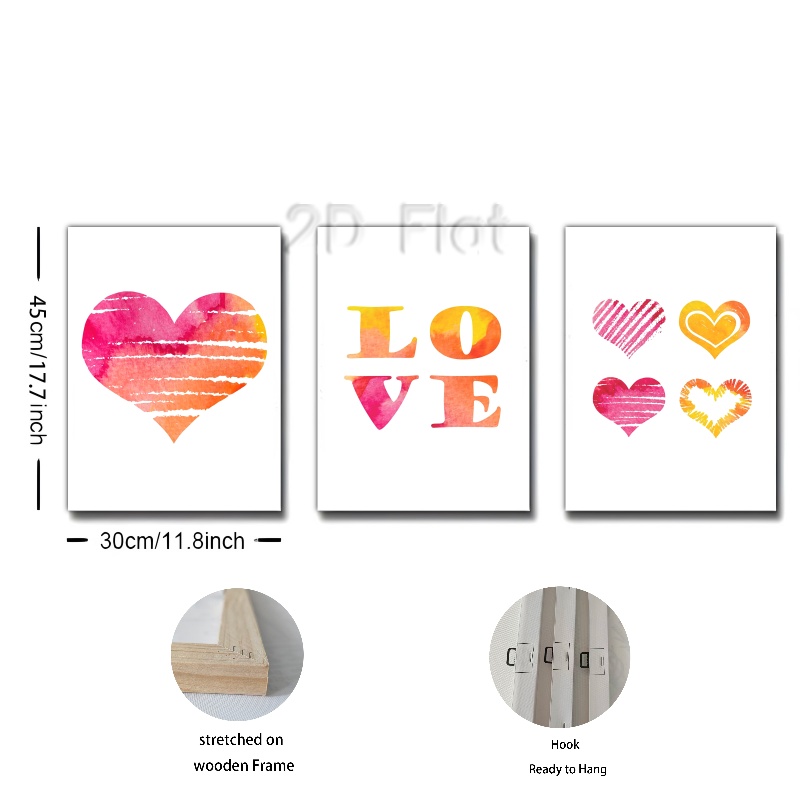 2D Flat
45cm/17.7inch
LO
VE
30cm/11.8inch
stretched on
wooden Frame
Hook
Ready to Hang